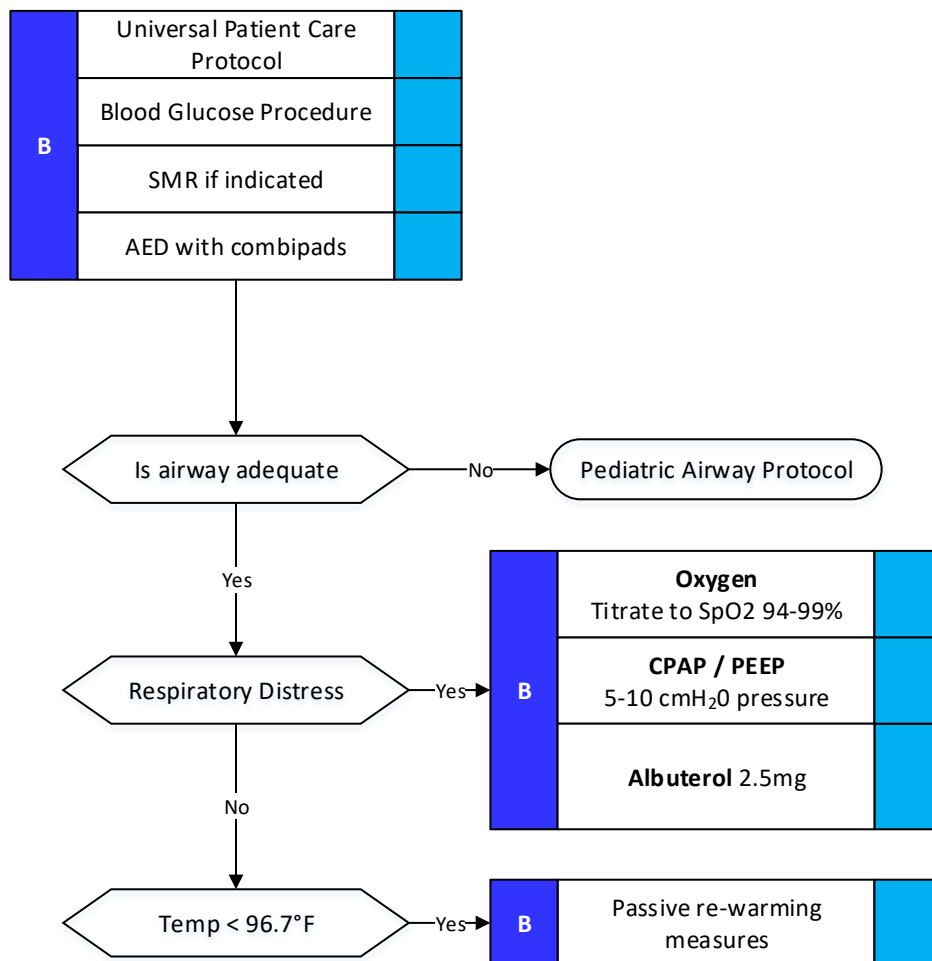 B
Universal Patient Care
Protocol
Blood Glucose Procedure
SMR if indicated
AED with combipads
Is airway adequate
No
Pediatric Airway Protocol
Yes
Respiratory Distress
Yes
B
Oxygen
Titrate to SpO2 94-99%
CPAP / PEEP
5-10 cmH₂0 pressure
Albuterol 2.5mg
No
Temp < 96.7°F
Yes
B
Passive re-warming
measures